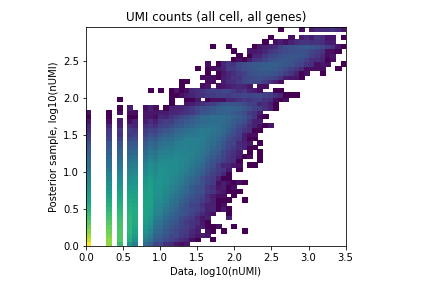 UMI counts (all cell, all genes)
Posterior sample, log10(nUMI)
2.5
2.0
1.5
1.0
0.5
0.0
0.0 0.5 1.0 1.5 2.0 2.5 3.0 3.5
Data, log10(nUMI)